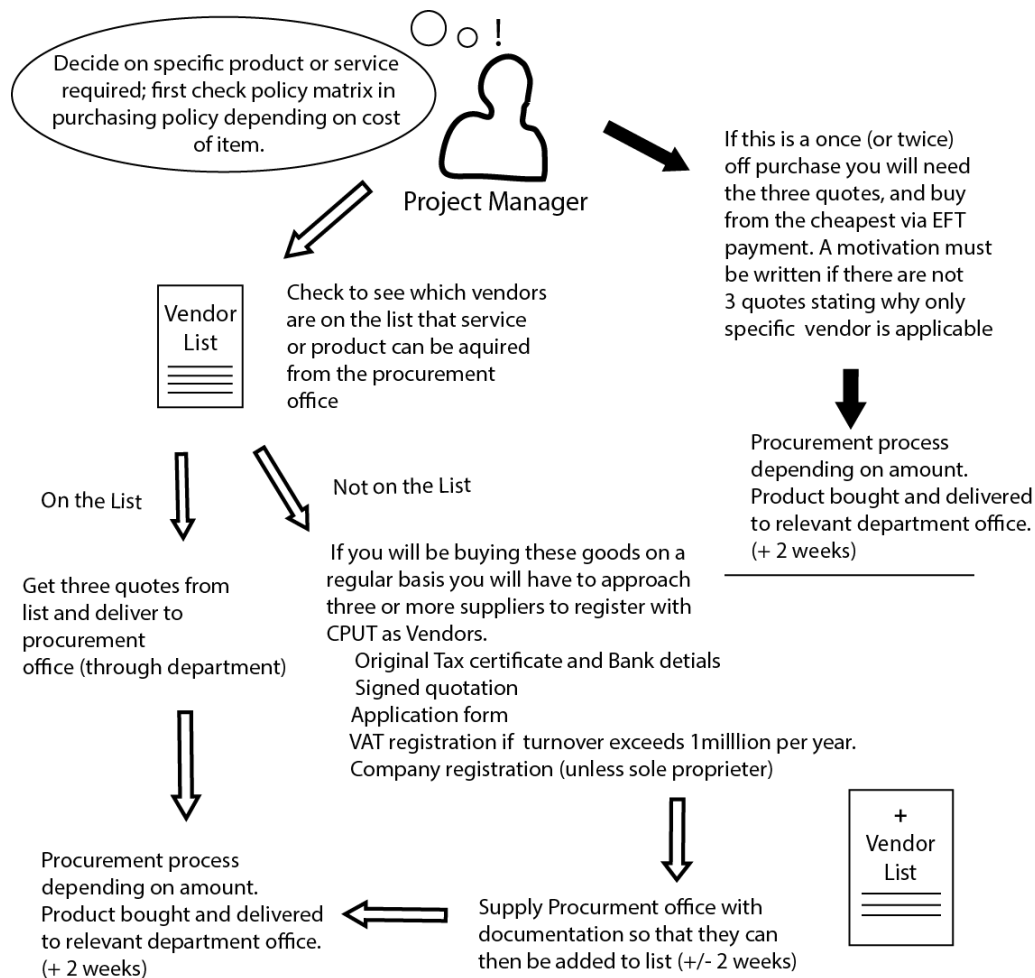 !
Decide on specific product or service
required; first check policy matrix in
purchasing policy depending on cost
of item.
Project Manager
If this is a once (or twice)
off purchase you will need
the three quotes, and buy
from the cheapest via EFT
payment. A motivation must
be written if there are not
3 quotes stating why only
specific vendor is applicable
Vendor
List
Check to see which vendors
are on the list that service
or product can be aquired
from the procurement
office
Procurement process
depending on amount.
Product bought and delivered
to relevant department office.
(+ 2 weeks)
On the List
Not on the List
Get three quotes from
list and deliver to
procurement
office (through department)
If you will be buying these goods on a
regular basis you will have to approach
three or more suppliers to register with
CPUT as Vendors.
Original Tax certificate and Bank detials
Signed quotation
Application form
VAT registration if turnover exceeds 1milllion per year.
Company registration (unless sole proprieter)
+
Vendor
List
Procurement process
depending on amount.
Product bought and delivered
to relevant department office.
(+ 2 weeks)
Supply Procurment office with
documentation so that they can
then be added to list (+/- 2 weeks)